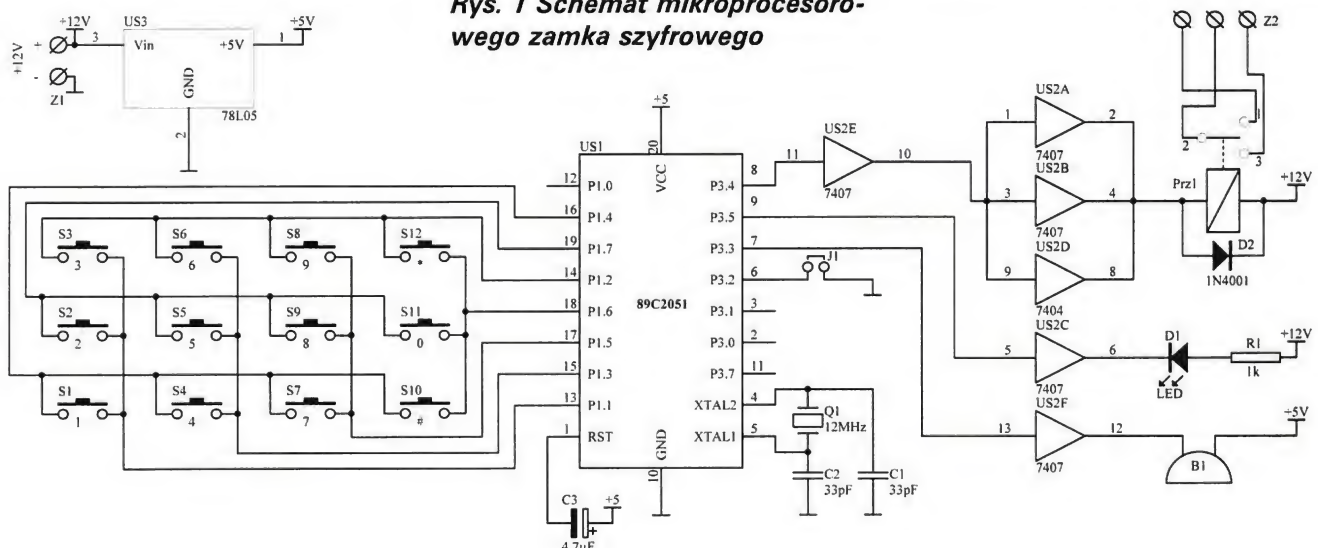 Rys. 1 Schemat mikroprocesoro-
wego zamka szyfrowego
+12V
US3
+5V
+12V
+
3
Vin
+5V
1
-
Z1
GND
78L05
2
Z2
+5
US1
20
VCC
12 P1.0
16 P1.4
19 P1.7
14 P1.2
18 P1.6
17 P1.5
15 P1.3
13 P1.1
1 RST
89C2051
P3.4 8
P3.5 9
P3.3 7
P3.2 6
P3.1 3
P3.0 2
P3.7 11
XTAL2 4
XTAL1 5
GND
10
S3
3
S6
6
S8
9
S12
*
S2
2
S5
5
S9
8
S11
0
S1
1
S4
4
S7
7
S10
#
C3
+5
+
4.7uF
J1
Q1
12MHz
C2
33pF
C1
33pF
US2E
11
10
7407
US2A
1
2
7407
US2B
3
4
7407
US2D
9
8
7404
US2C
5
6
7407
US2F
13
12
7407
1
2
3
Prz1
+12V
D2
1N4001
D1
LED
R1
1k
+12V
+5V
B1